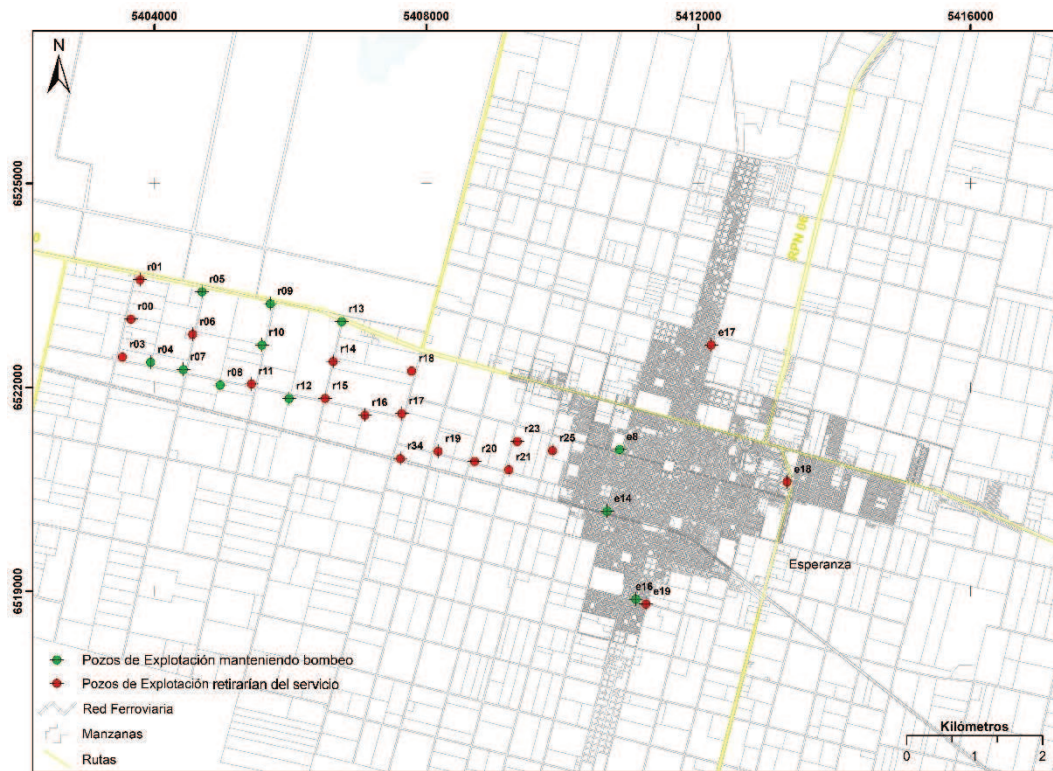 5404000 5408000 5412000 5416000
N
6525000
6522000
6519000
0
RPN 06
r01
r05
r09
r13
r00
r06
r10
r14
r18
r03
r04
r07
r08
r11
r12
r15
r16
r17
r34
r19
r20
r21
r23
r25
e17
e8
e18
e14
e16
e19
Esperanza
Pozos de Explotación manteniendo bombeo
Pozos de Explotación retirarían del servicio
Red Ferroviaria
Manzanas
Rutas
Kilómetros
0 1 2